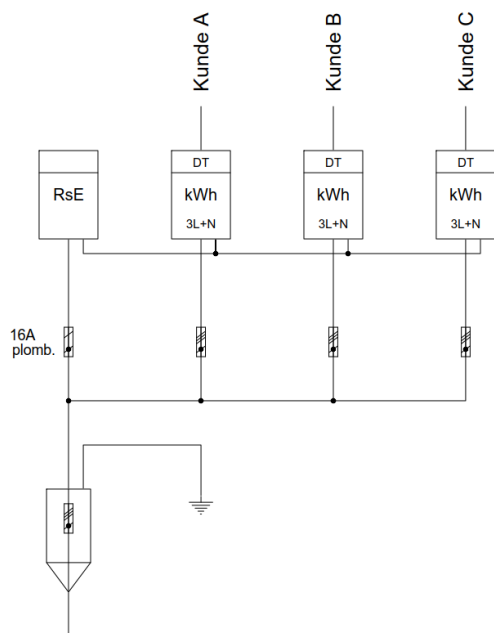 Kunde A
Kunde B
Kunde C
DT
DT
DT
RsE
kWh
kWh
kWh
3L+N
3L+N
3L+N
16A
plomb.